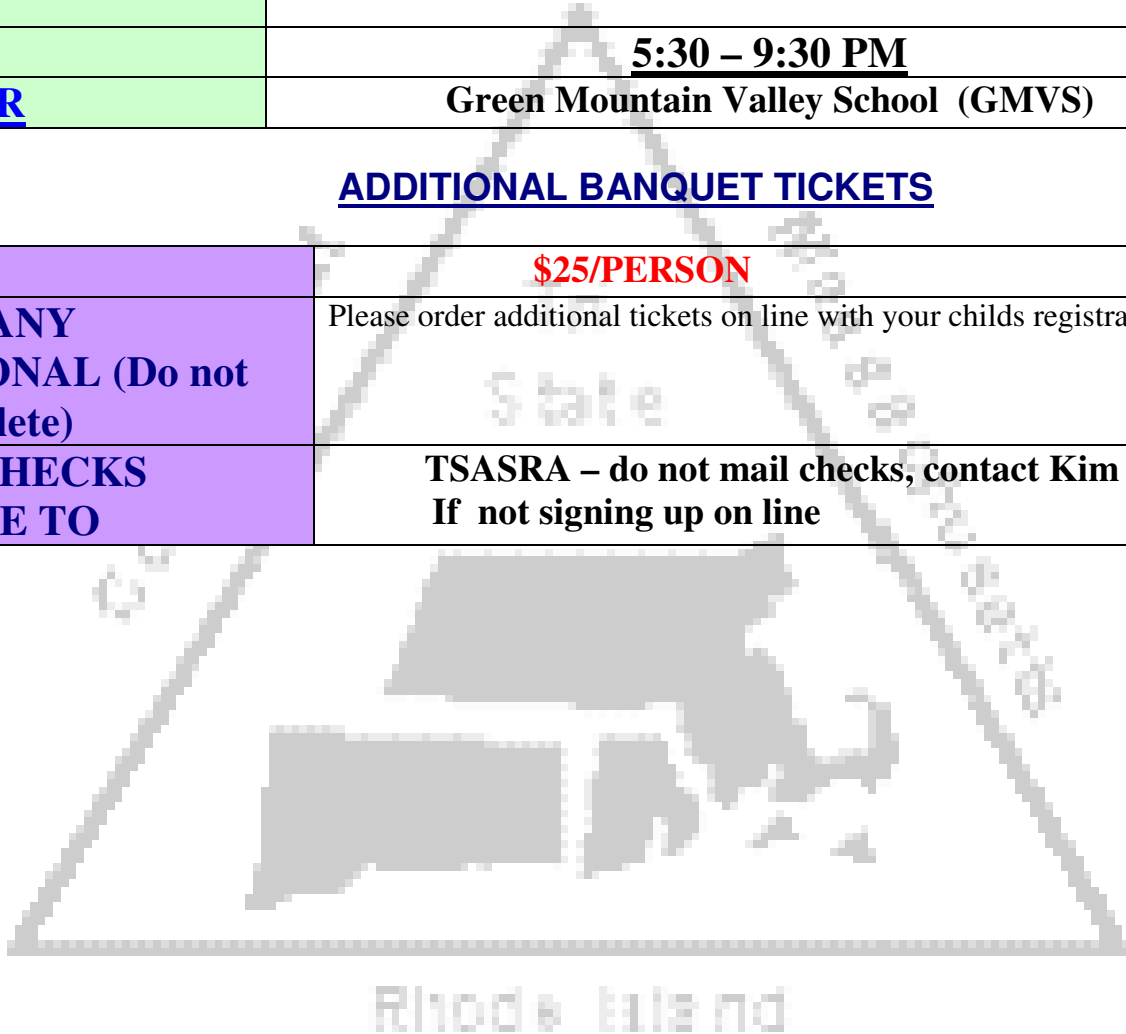 5:30 – 9:30 PM
R
Green Mountain Valley School (GMVS)
ADDITIONAL BANQUET TICKETS
$25/PERSON
ANY
ONAL (Do not
lete)
Please order additional tickets on line with your childs registra
HECKS
E TO
TSASRA – do not mail checks, contact Kim
If not signing up on line
State
Rhode Island